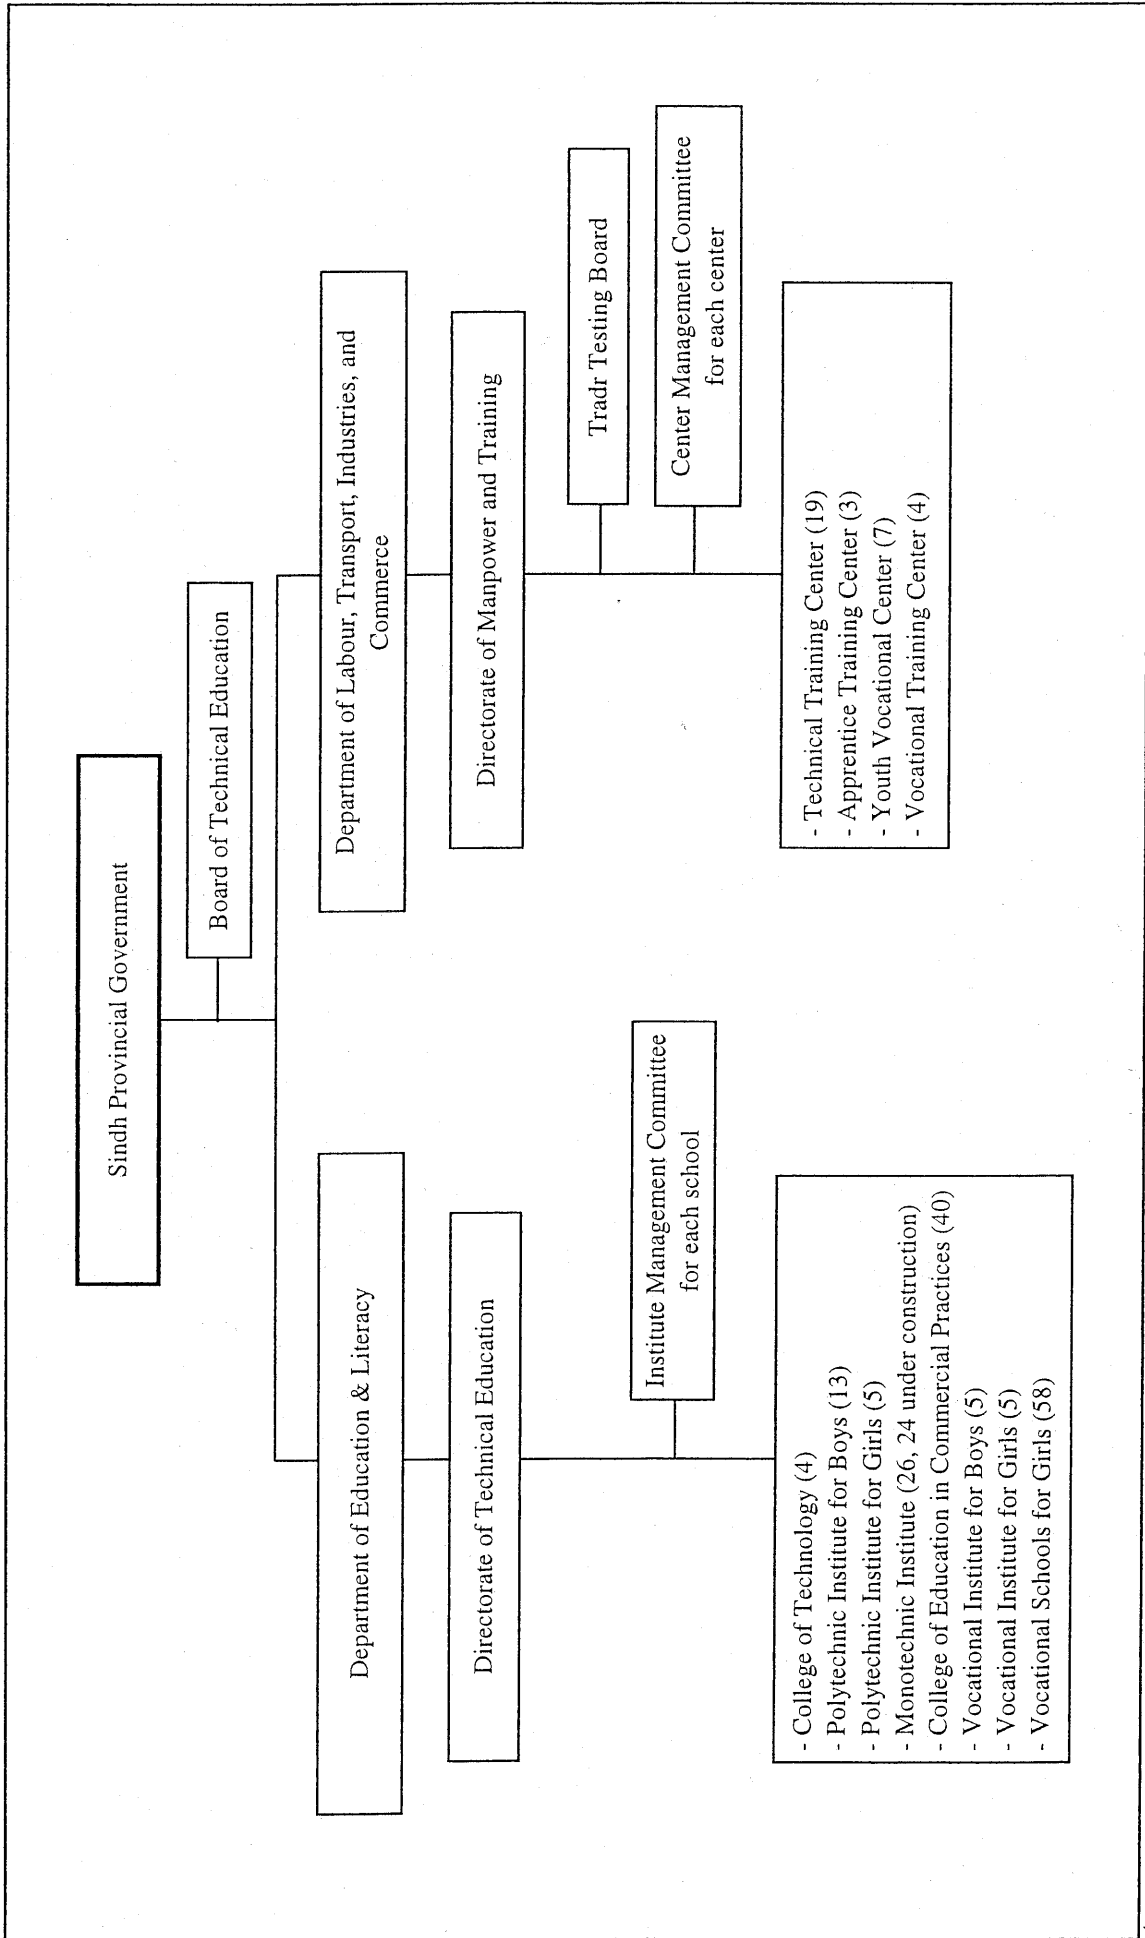 Sindh Provincial Government
Board of Technical Education
Department of Education & Literacy
Directorate of Technical Education
Institute Management Committee
for each school
- College of Technology (4)
- Polytechnic Institute for Boys (13)
- Polytechnic Institute for Girls (5)
- Monotechnic Institute (26, 24 under construction)
- College of Education in Commercial Practices (40)
- Vocational Institute for Boys (5)
- Vocational Institute for Girls (5)
- Vocational Schools for Girls (58)
Department of Labour, Transport, Industries, and
Commerce
Directorate of Manpower and Training
Tradr Testing Board
Center Management Committee
for each center
- Technical Training Center (19)
- Apprentice Training Center (3)
- Youth Vocational Center (7)
- Vocational Training Center (4)